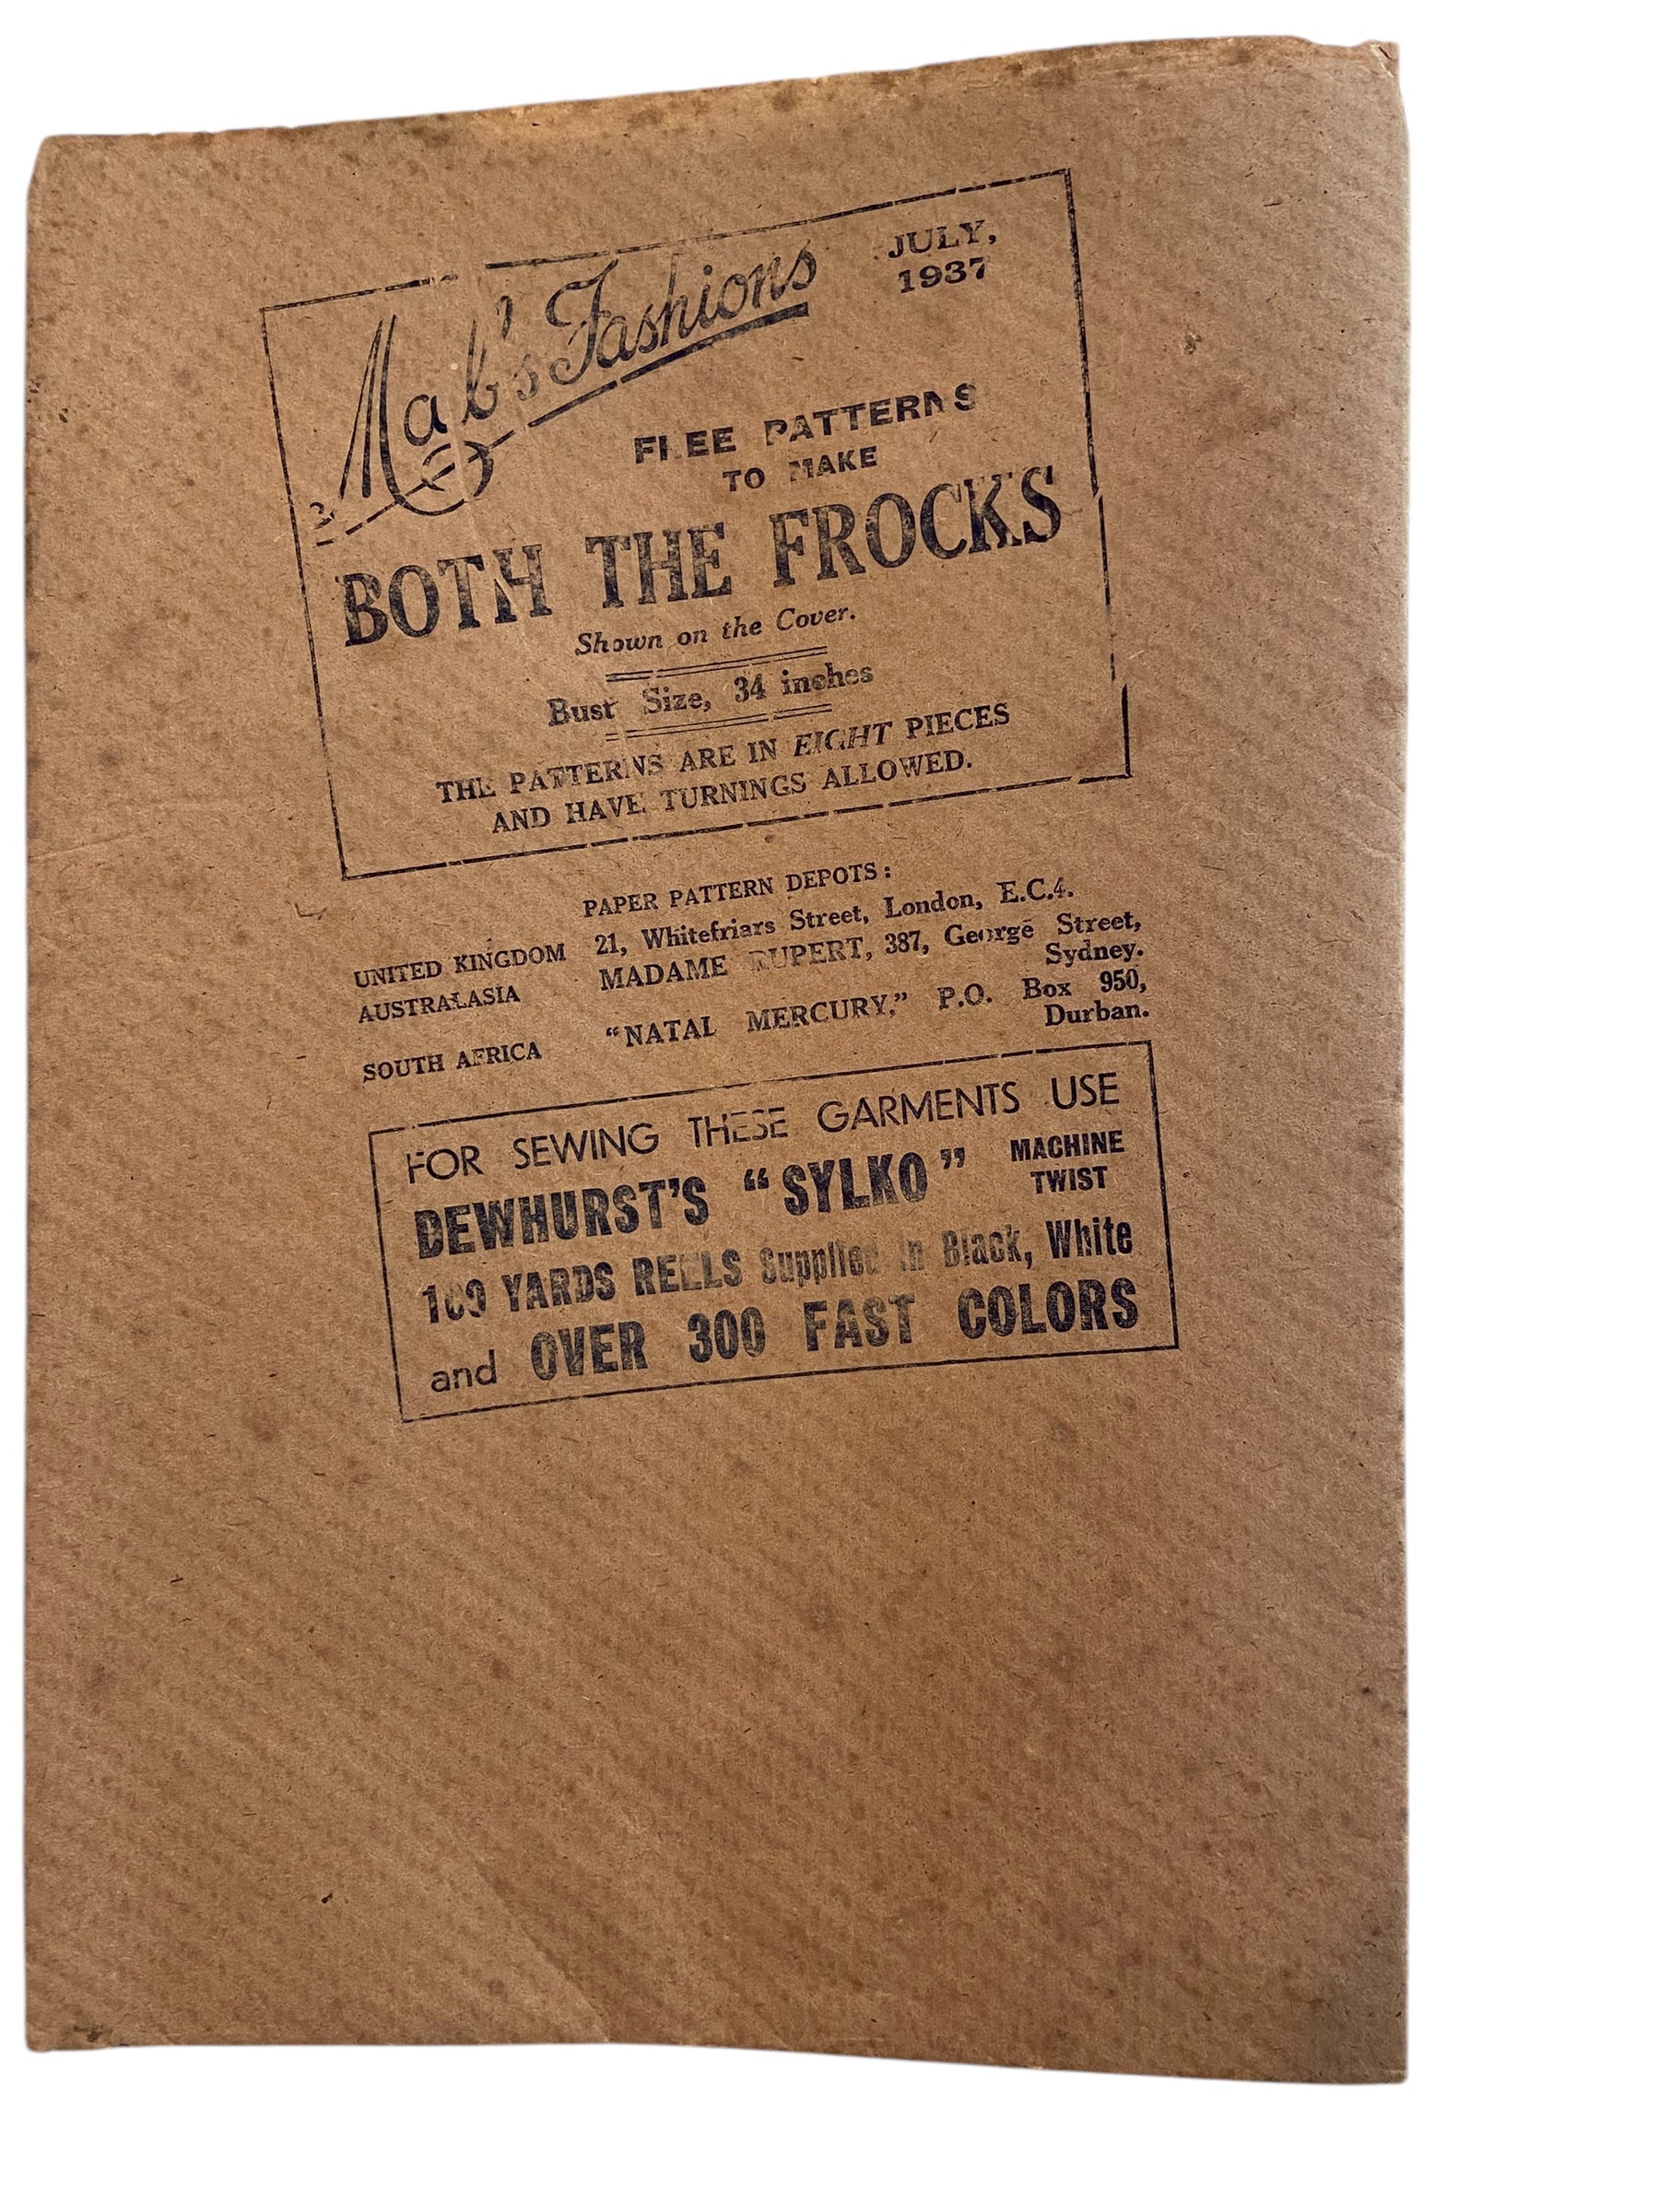 Mab's Fashions
JULY,
1937
FREE PATTERNS
TO MAKE
BOTH THE FROCKS
Shown on the Cover.
Bust Size, 34 inches
THE PATTERNS ARE IN EIGHT PIECES
AND HAVE TURNINGS ALLOWED.
PAPER PATTERN DEPOTS:
UNITED KINGDOM 21, Whitefriars Street, London, E.C.4.
AUSTRALASIA MADAME RUPERT, 387, George Street,
Sydney.
SOUTH AFRICA "NATAL MERCURY," P.O. Box 950,
Durban.
FOR SEWING THESE GARMENTS USE
DEWHURST'S "SYLKO" MACHINE
TWIST
100 YARDS REELS Supplied in Black, White
and OVER 300 FAST COLORS